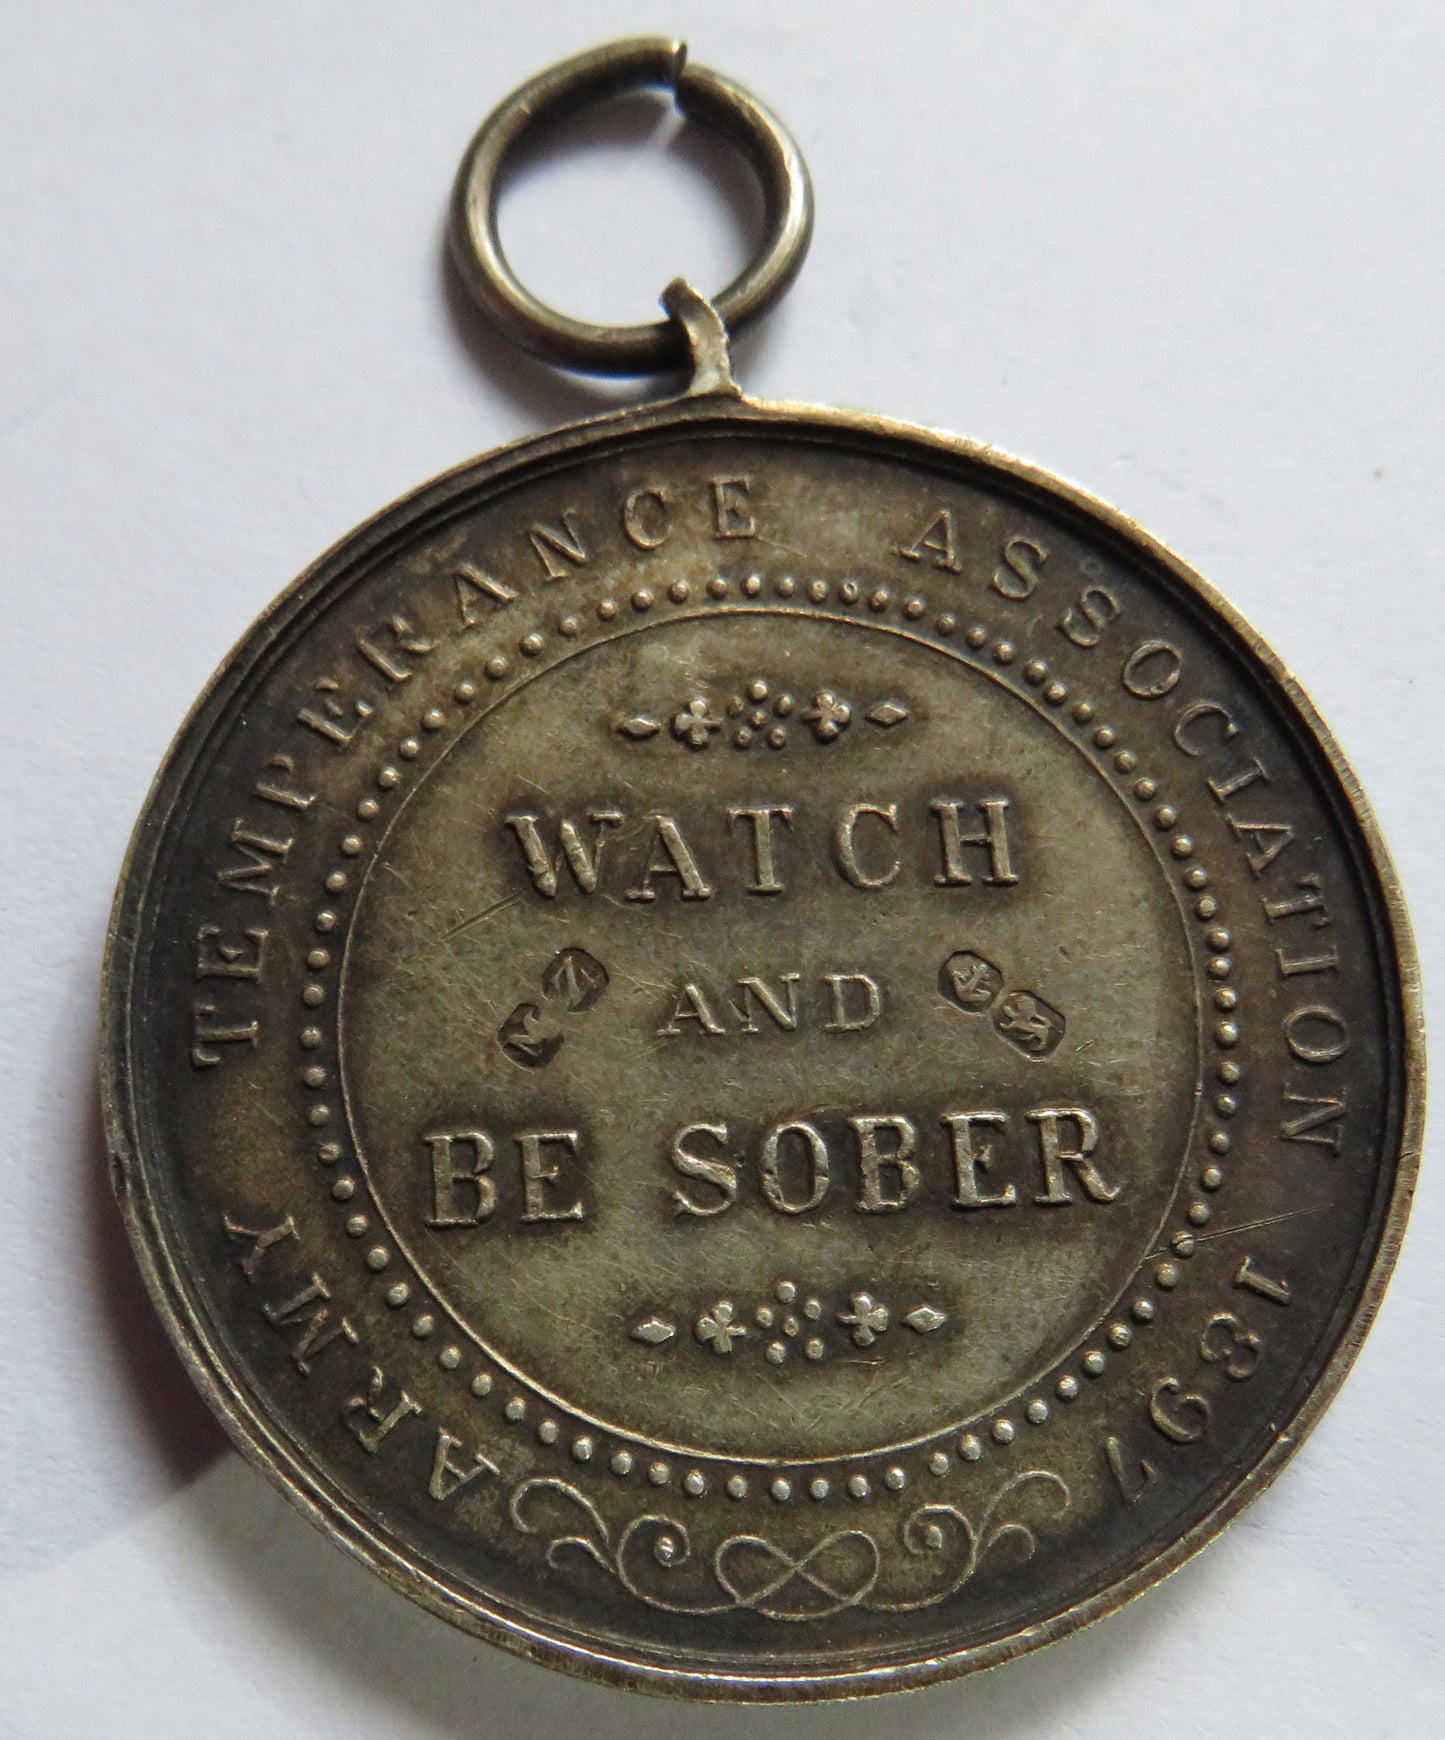 ARMY TEMPERANCE ASSOCIATION 1897
WATCH
AND
BE SOBER